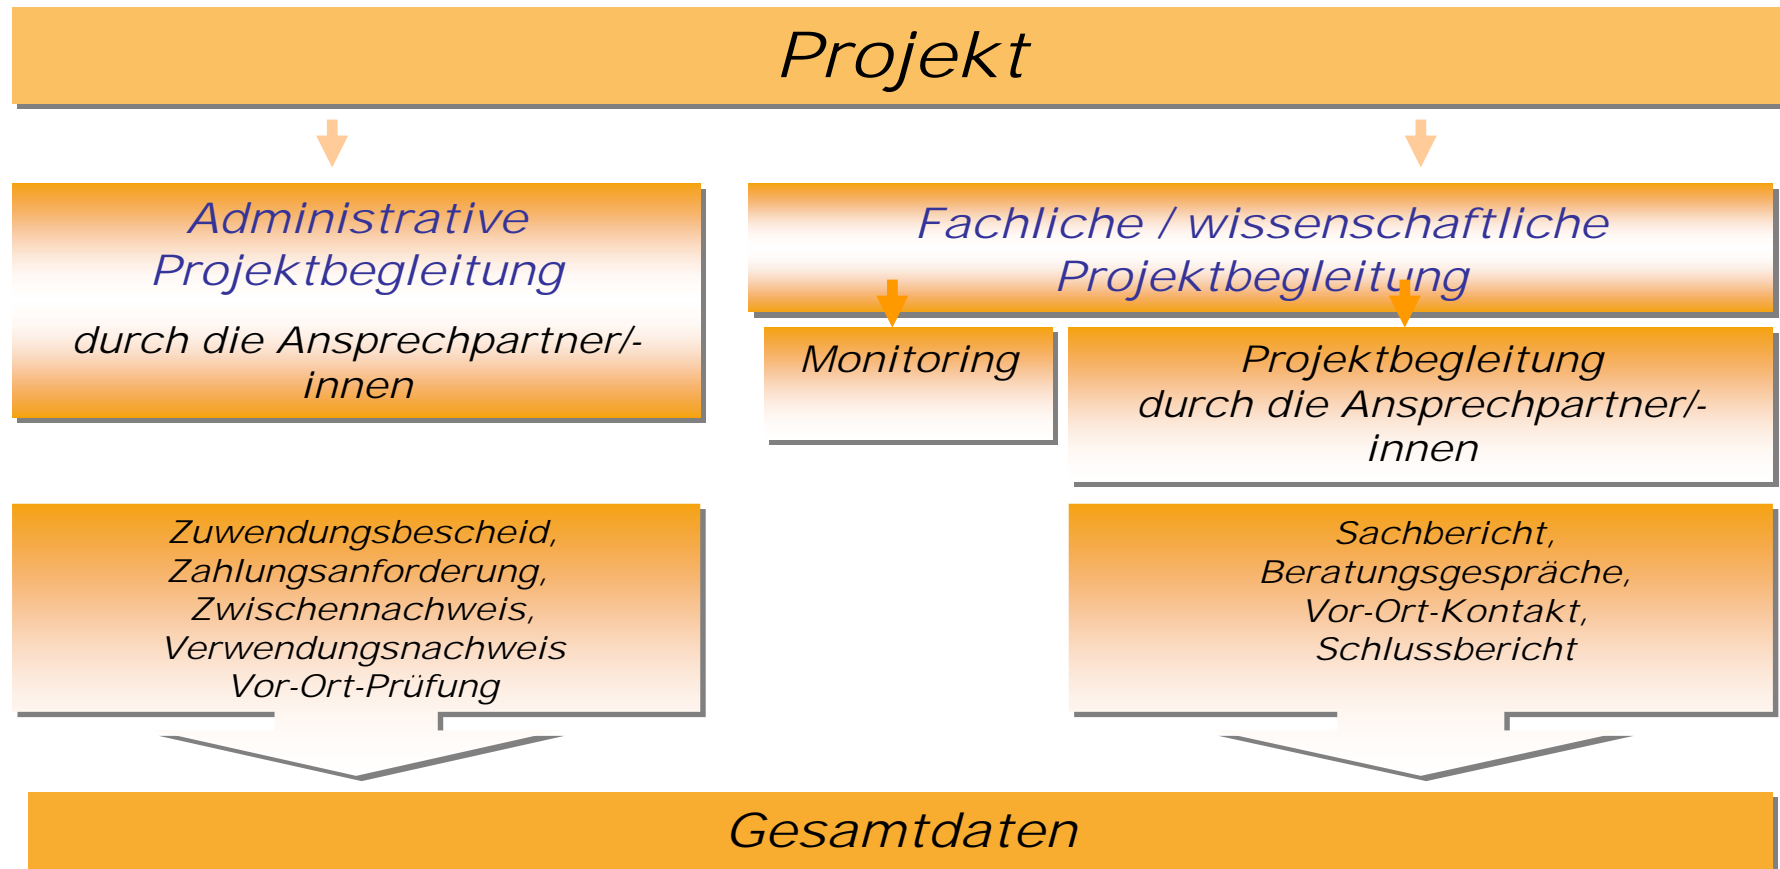 Projekt
Administrative
Projektbegleitung
durch die Ansprechpartner/-
innen
Fachliche / wissenschaftliche
Projektbegleitung
Monitoring
Projektbegleitung
durch die Ansprechpartner/-
innen
Zuwendungsbescheid,
Zahlungsanforderung,
Zwischennachweis,
Verwendungsnachweis
Vor-Ort-Prüfung
Sachbericht,
Beratungsgespräche,
Vor-Ort-Kontakt,
Schlussbericht
Gesamtdaten